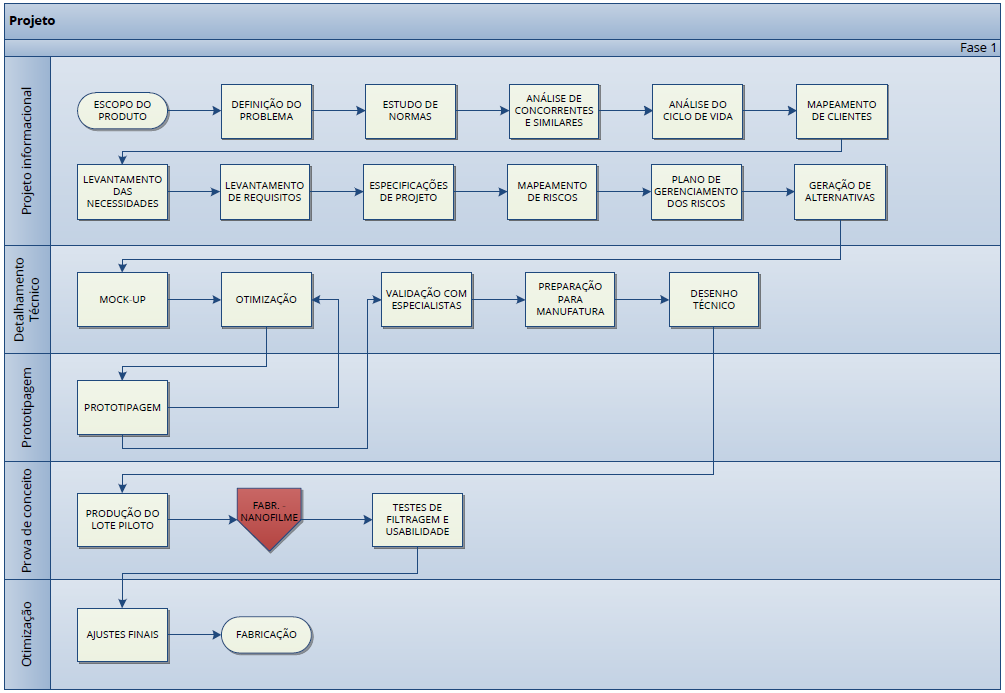 Projeto
Fase 1
Projeto informacional
ESCOPO DO
PRODUTO
DEFINIÇÃO DO
PROBLEMA
ESTUDO DE
NORMAS
ANÁLISE DE
CONCORRENTES
E SIMILARES
ANÁLISE DO
CICLO DE VIDA
MAPEAMENTO
DE CLIENTES
LEVANTAMENTO
DAS
NECESSIDADES
LEVANTAMENTO
DE REQUISITOS
ESPECIFICAÇÕES
DE PROJETO
MAPEAMENTO
DE RISCOS
PLANO DE
GERENCIAMENTO
DOS RISCOS
GERAÇÃO DE
ALTERNATIVAS
Detalhamento
Técnico
MOCK-UP
OTIMIZAÇÃO
VALIDAÇÃO COM
ESPECIALISTAS
PREPARAÇÃO
PARA
MANUFATURA
DESENHO
TÉCNICO
Prototipagem
PROTOTIPAGEM
Prova de conceito
PRODUÇÃO DO
LOTE PILOTO
FABR. -
NANOFILME
TESTES DE
FILTRAGEM E
USABILIDADE
Otimização
AJUSTES FINAIS
FABRICAÇÃO